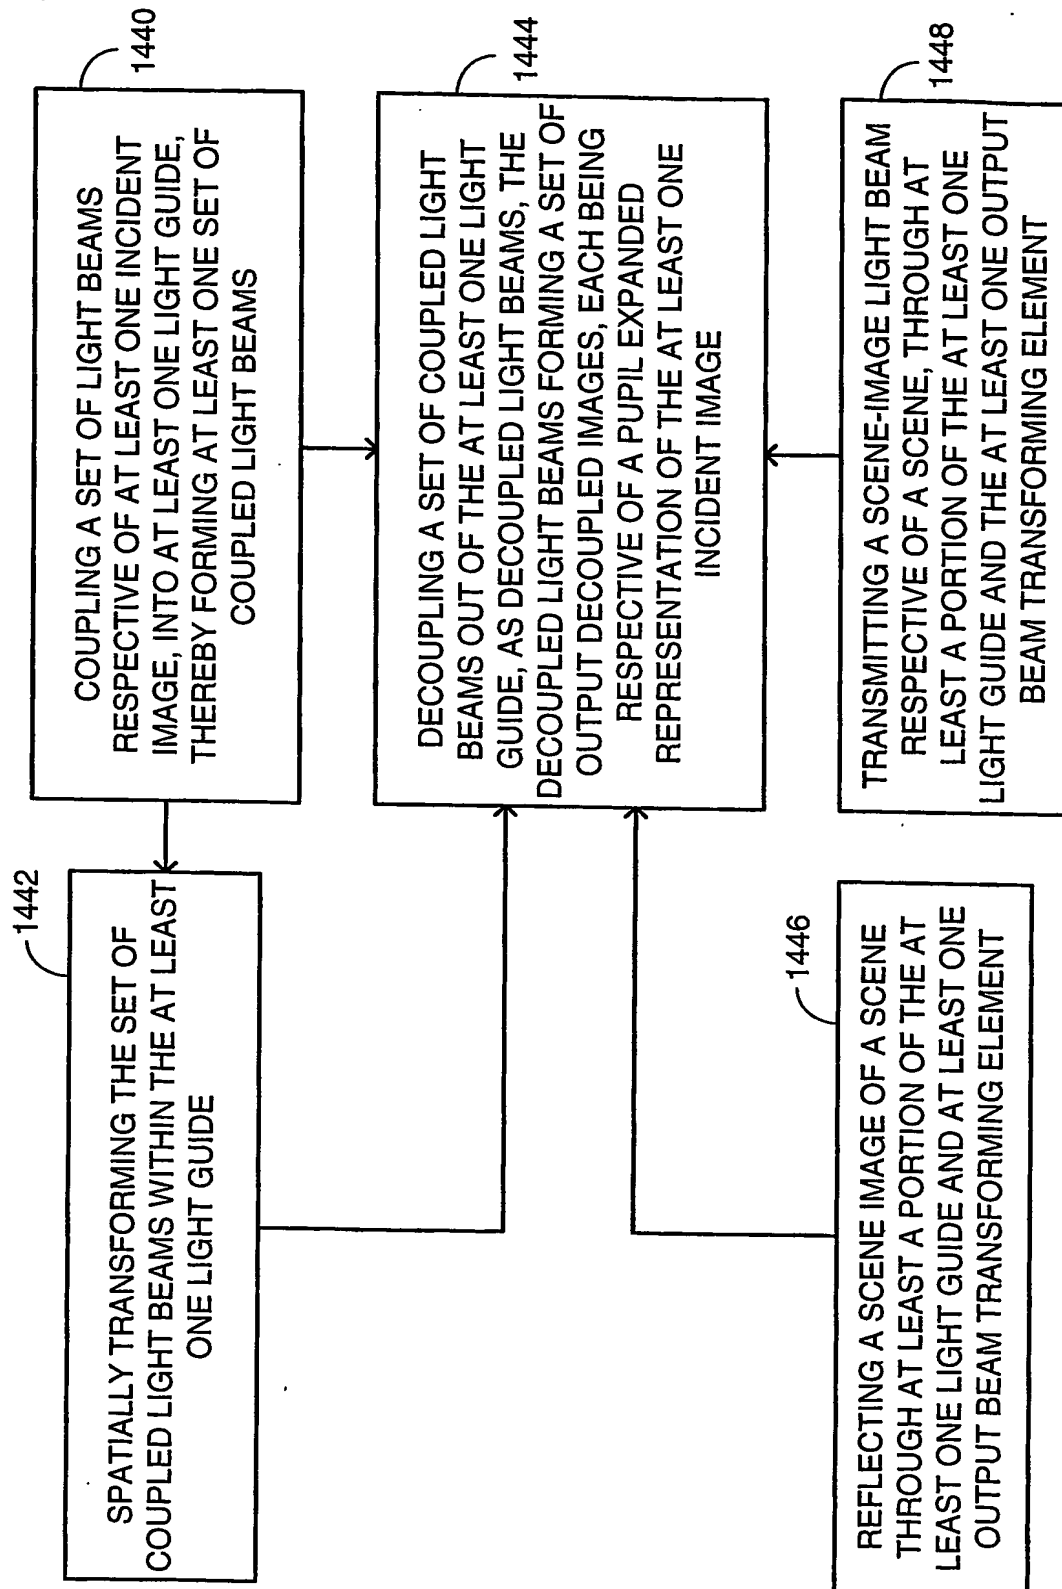 1440
COUPLING A SET OF LIGHT BEAMS
RESPECTIVE OF AT LEAST ONE INCIDENT
IMAGE, INTO AT LEAST ONE LIGHT GUIDE,
THEREBY FORMING AT LEAST ONE SET OF
COUPLED LIGHT BEAMS
1442
SPATIALLY TRANSFORMING THE SET OF
COUPLED LIGHT BEAMS WITHIN THE AT LEAST
ONE LIGHT GUIDE
1444
DECOUPLING A SET OF COUPLED LIGHT
BEAMS OUT OF THE AT LEAST ONE LIGHT
GUIDE, AS DECOUPLED LIGHT BEAMS, THE
DECOUPLED LIGHT BEAMS FORMING A SET OF
OUTPUT DECOUPLED IMAGES, EACH BEING
RESPECTIVE OF A PUPIL EXPANDED
REPRESENTATION OF THE AT LEAST ONE
INCIDENT IMAGE
1446
REFLECTING A SCENE IMAGE OF A SCENE
THROUGH AT LEAST A PORTION OF THE AT
LEAST ONE LIGHT GUIDE AND AT LEAST ONE
OUTPUT BEAM TRANSFORMING ELEMENT
1448
TRANSMITTING A SCENE-IMAGE LIGHT BEAM
RESPECTIVE OF A SCENE, THROUGH AT
LEAST A PORTION OF THE AT LEAST ONE
LIGHT GUIDE AND THE AT LEAST ONE OUTPUT
BEAM TRANSFORMING ELEMENT